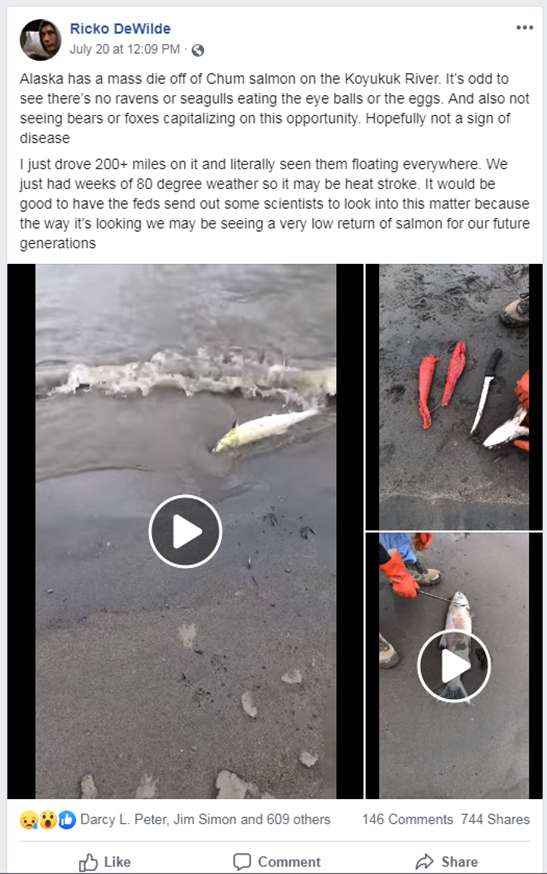 Ricko DeWilde
July 20 at 12:09 PM ·
Alaska has a mass die off of Chum salmon on the Koyukuk River. It's odd to
see there's no ravens or seagulls eating the eye balls or the eggs. And also not
seeing bears or foxes capitalizing on this opportunity. Hopefully not a sign of
disease
I just drove 200+ miles on it and literally seen them floating everywhere. We
just had weeks of 80 degree weather so it may be heat stroke. It would be
good to have the feds send out some scientists to look into this matter because
the way it's looking we may be seeing a very low return of salmon for our future
generations
Darcy L. Peter, Jim Simon and 609 others 146 Comments 744 Shares
Like Comment Share